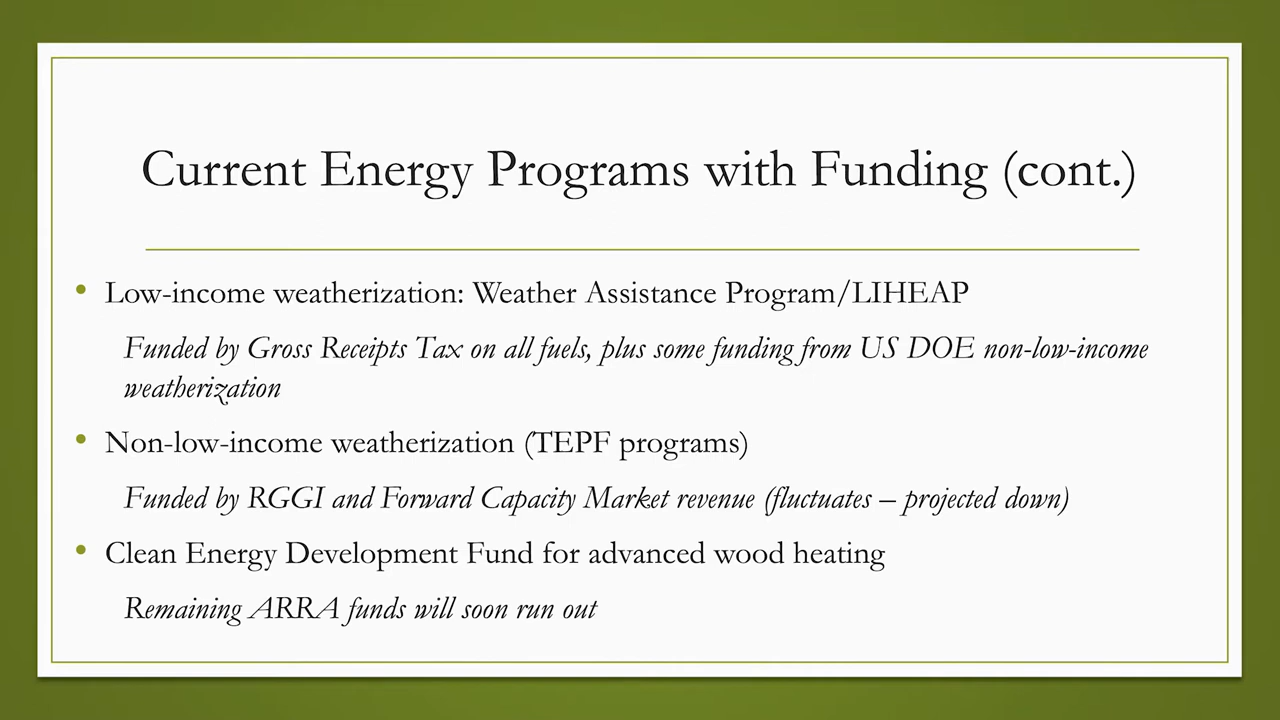 Current Energy Programs with Funding (cont.)
• Low-income weatherization: Weather Assistance Program/LIHEAP
Funded by Gross Receipts Tax on all fuels, plus some funding from US DOE non-low-income
weatherization
• Non-low-income weatherization (TEPF programs)
Funded by RGGI and Forward Capacity Market revenue (fluctuates – projected down)
• Clean Energy Development Fund for advanced wood heating
Remaining ARRA funds will soon run out